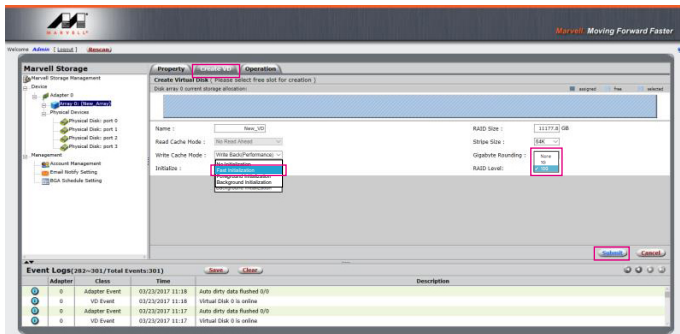 MARVELL
Marvell. Moving Forward Faster
Welcome Admin [ Logout ] Rescan
Marvell Storage
Property Create VD Operation
Marvell Storage Management
Create Virtual Disk [ Please select free slot for creation ]
Device
Disk array 0 current storage allocation: assigned free selected
Adapter 0
Array 0: [New_Array]
Physical Devices
Physical Disk: port 0
Physical Disk: port 1
Physical Disk: port 2
Physical Disk: port 3
Management
Account Management
Email Notify Setting
BGA Schedule Setting
Name : New_VD RAID Size : 11177.0 GB
Read Cache Mode : No Read Ahead Stripe Size : 64K
Write Cache Mode : Write Back(Performance) Gigabyte Rounding : None
Initialize : RAID Level:
No Initialization
Fast Initialization
Foreground Initialization
Background Initialization
Background Initialization
Submit Cancel
Event Logs(282~301/Total Events:301) Save Clear
Adapter Class Time Description
0 Adapter Event 03/23/2017 11:18 Auto dirty data flushed 0/0
0 VD Event 03/23/2017 11:18 Virtual Disk 0 is online
0 Adapter Event 03/23/2017 11:17 Auto dirty data flushed 0/0
0 VD Event 03/23/2017 11:17 Virtual Disk 0 is online